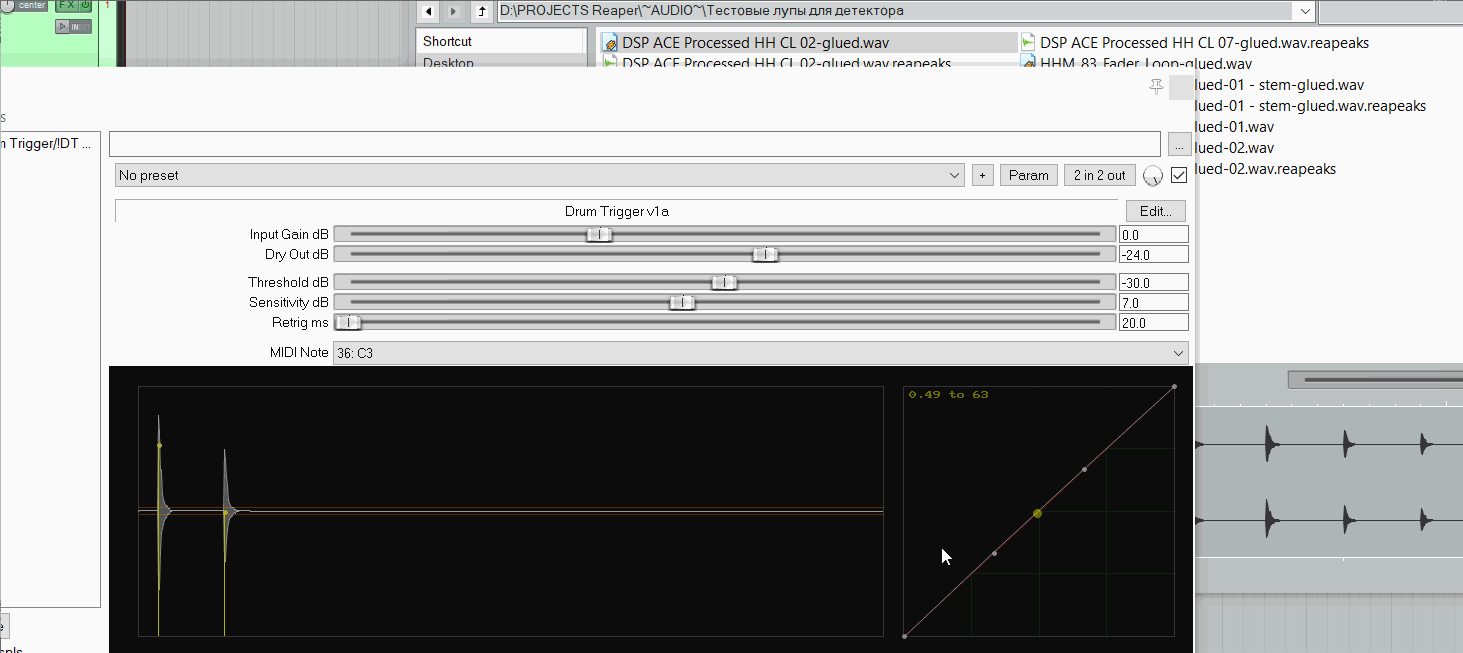 center
FX
IN
1
D:\PROJECTS Reaper\~AUDIO~\Тестовые лупы для детектора
Shortcut
Desktop
DSP ACE Processed HH CL 02-glued.wav
DSP ACE Processed HH CL 02-glued.wav.reapeaks
DSP ACE Processed HH CL 07-glued.wav.reapeaks
HHM_83_Fader_Loop-glued.wav
lued-01 - stem-glued.wav
lued-01 - stem-glued.wav.reapeaks
lued-01.wav
lued-02.wav
lued-02.wav.reapeaks
s
n Trigger/!DT ...
...
No preset
+
Param
2 in 2 out
Drum Trigger v1a
Edit...
Input Gain dB
0.0
Dry Out dB
-24.0
Threshold dB
-30.0
Sensitivity dB
7.0
Retrig ms
20.0
MIDI Note
36: C3
0.49 to 63
e
spls